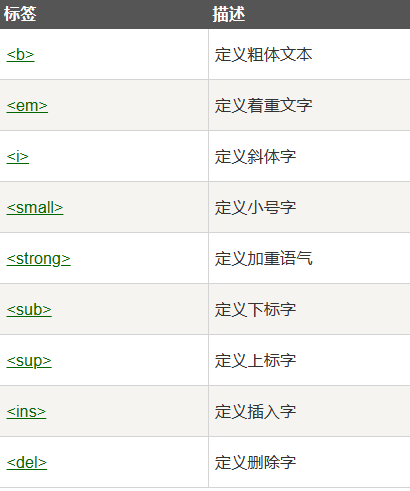 标签 描述
<b> 定义粗体文本
<em> 定义着重文字
<i> 定义斜体字
<small> 定义小号字
<strong> 定义加重语气
<sub> 定义下标字
<sup> 定义上标字
<ins> 定义插入字
<del> 定义删除字